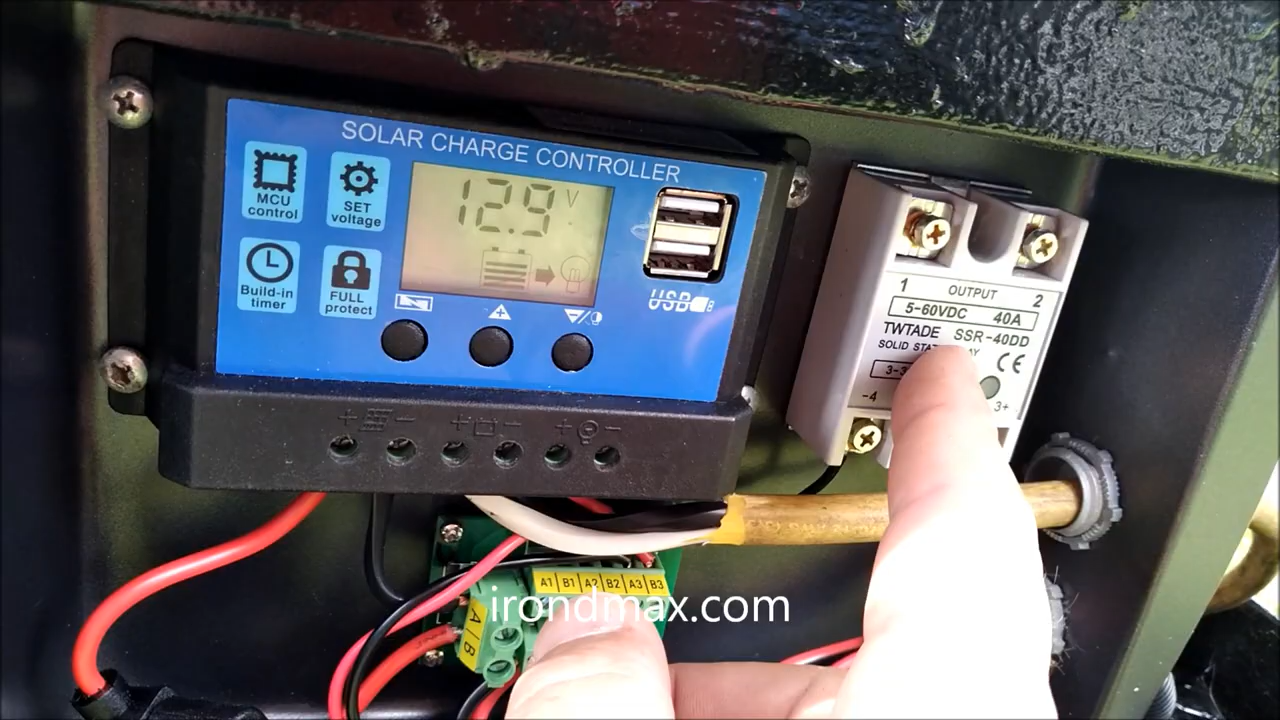 SOLAR CHARGE CONTROLLER
MCU
control
SET
voltage
Build-in
timer
FULL
protect
12.9 V
USB
+ - + - + -
1 OUTPUT 2
5-60VDC 40A
TWTADE SSR-40DD
SOLID
CE
-4 3+
A1 B1 A2 B2 A3 B3
A / B
irondmax.com